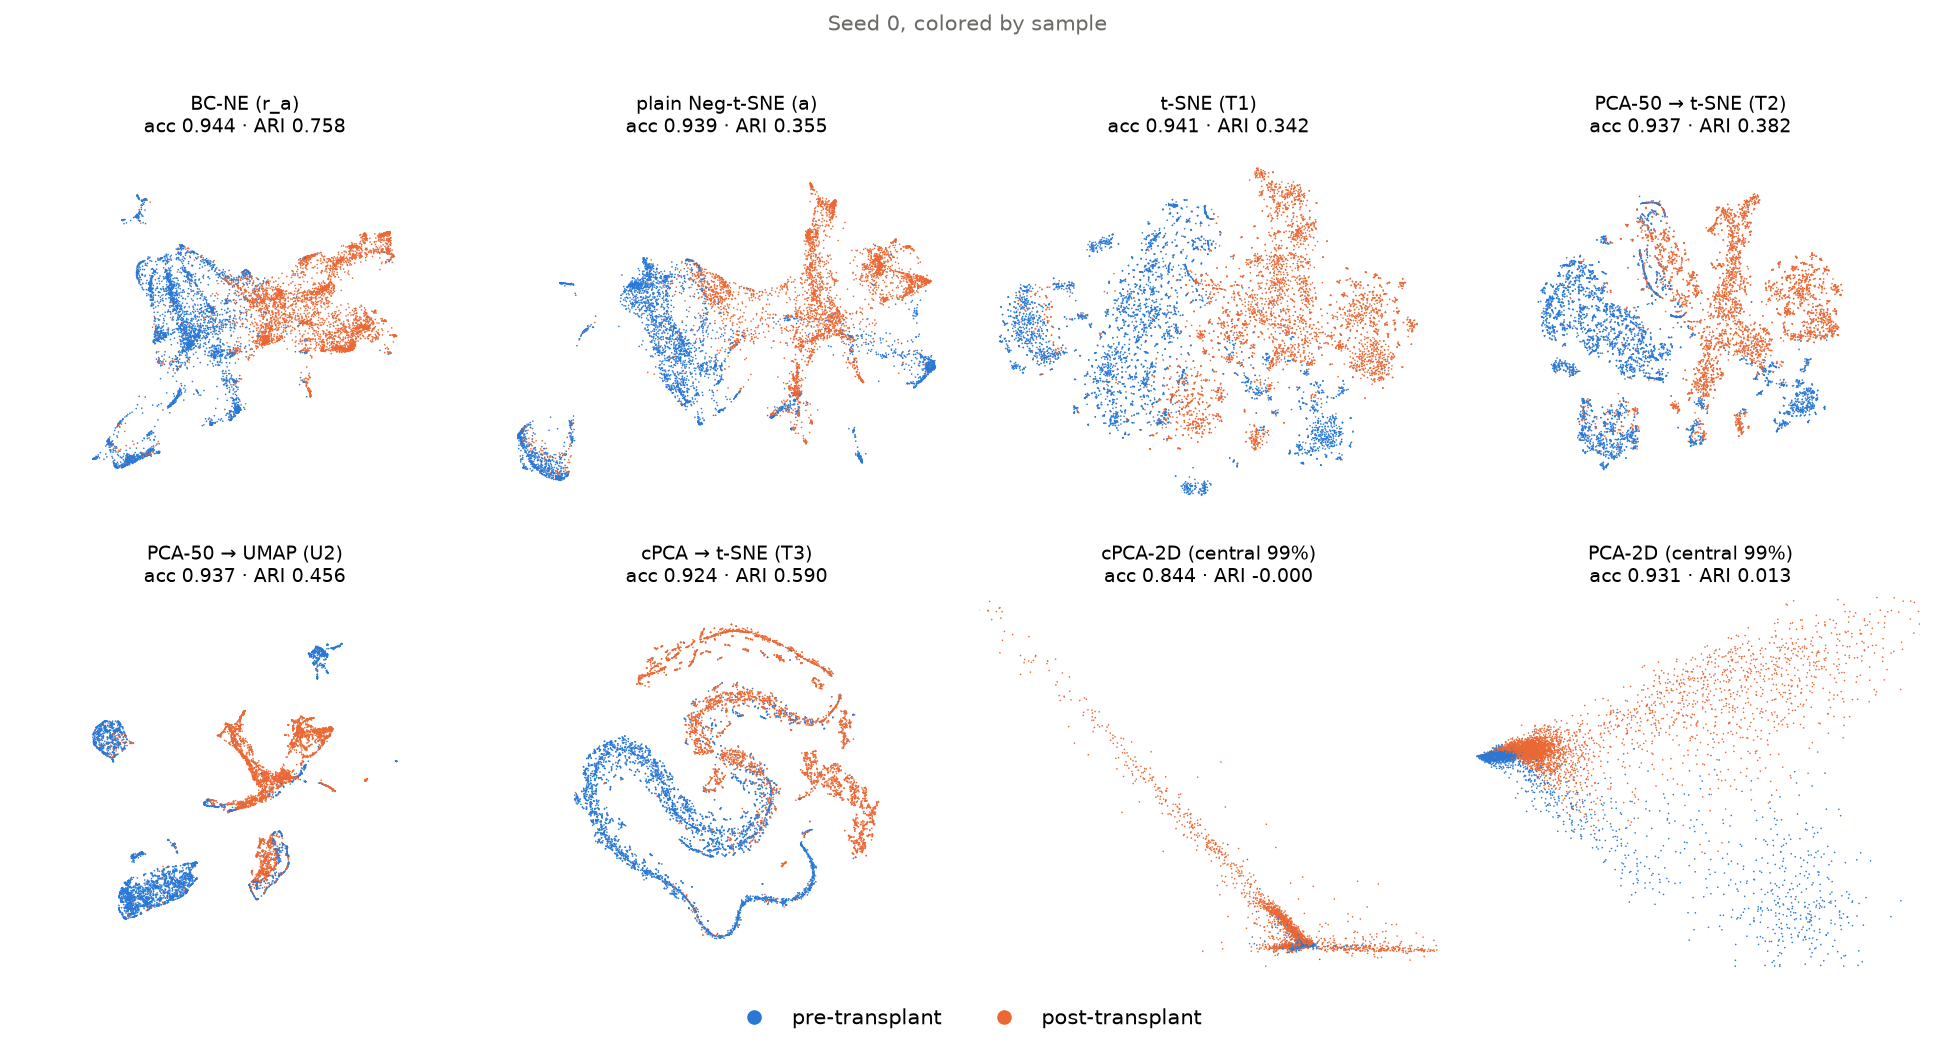 Seed 0, colored by sample
BC-NE (r_a)
acc 0.944 · ARI 0.758
plain Neg-t-SNE (a)
acc 0.939 · ARI 0.355
t-SNE (T1)
acc 0.941 · ARI 0.342
PCA-50 → t-SNE (T2)
acc 0.937 · ARI 0.382
PCA-50 → UMAP (U2)
acc 0.937 · ARI 0.456
cPCA → t-SNE (T3)
acc 0.924 · ARI 0.590
cPCA-2D (central 99%)
acc 0.844 · ARI -0.000
PCA-2D (central 99%)
acc 0.931 · ARI 0.013
pre-transplant
post-transplant